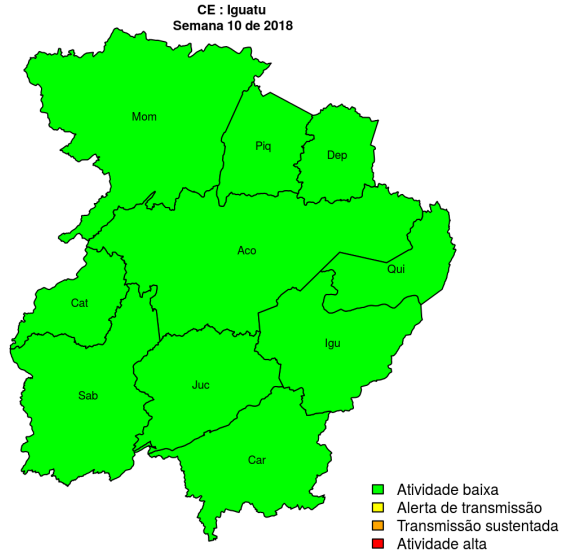 CE : Iguatu
Semana 10 de 2018
Mom
Piq
Dep
Aco
Qui
Cat
Igu
Sab
Juc
Car
Atividade baixa
Alerta de transmissão
Transmissão sustentada
Atividade alta